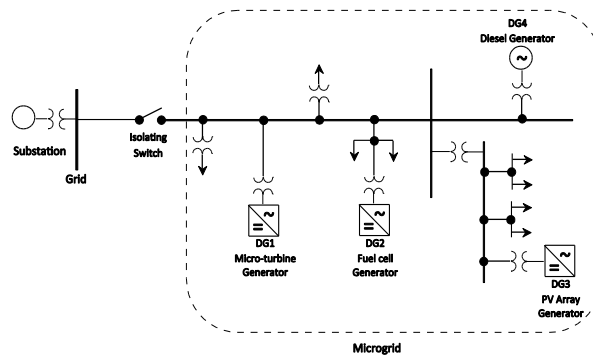 DG4
Diesel Generator
~
Substation
Grid
Isolating
Switch
~
=
DG1
Micro-turbine
Generator
~
=
DG2
Fuel cell
Generator
~
=
DG3
PV Array
Generator
Microgrid